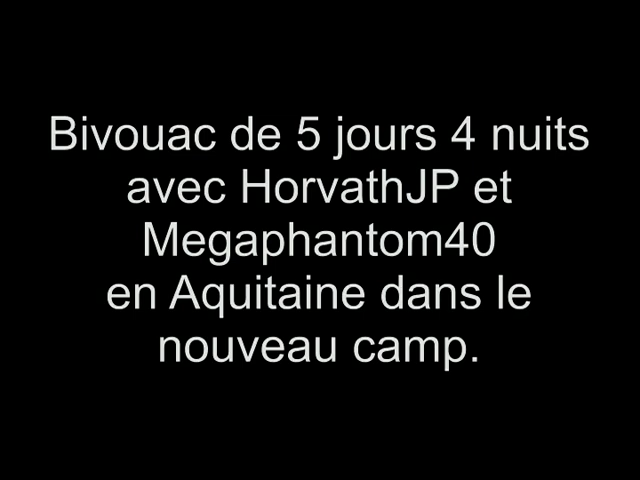 Bivouac de 5 jours 4 nuits
avec HorvathJP et
Megaphantom40
en Aquitaine dans le
nouveau camp.